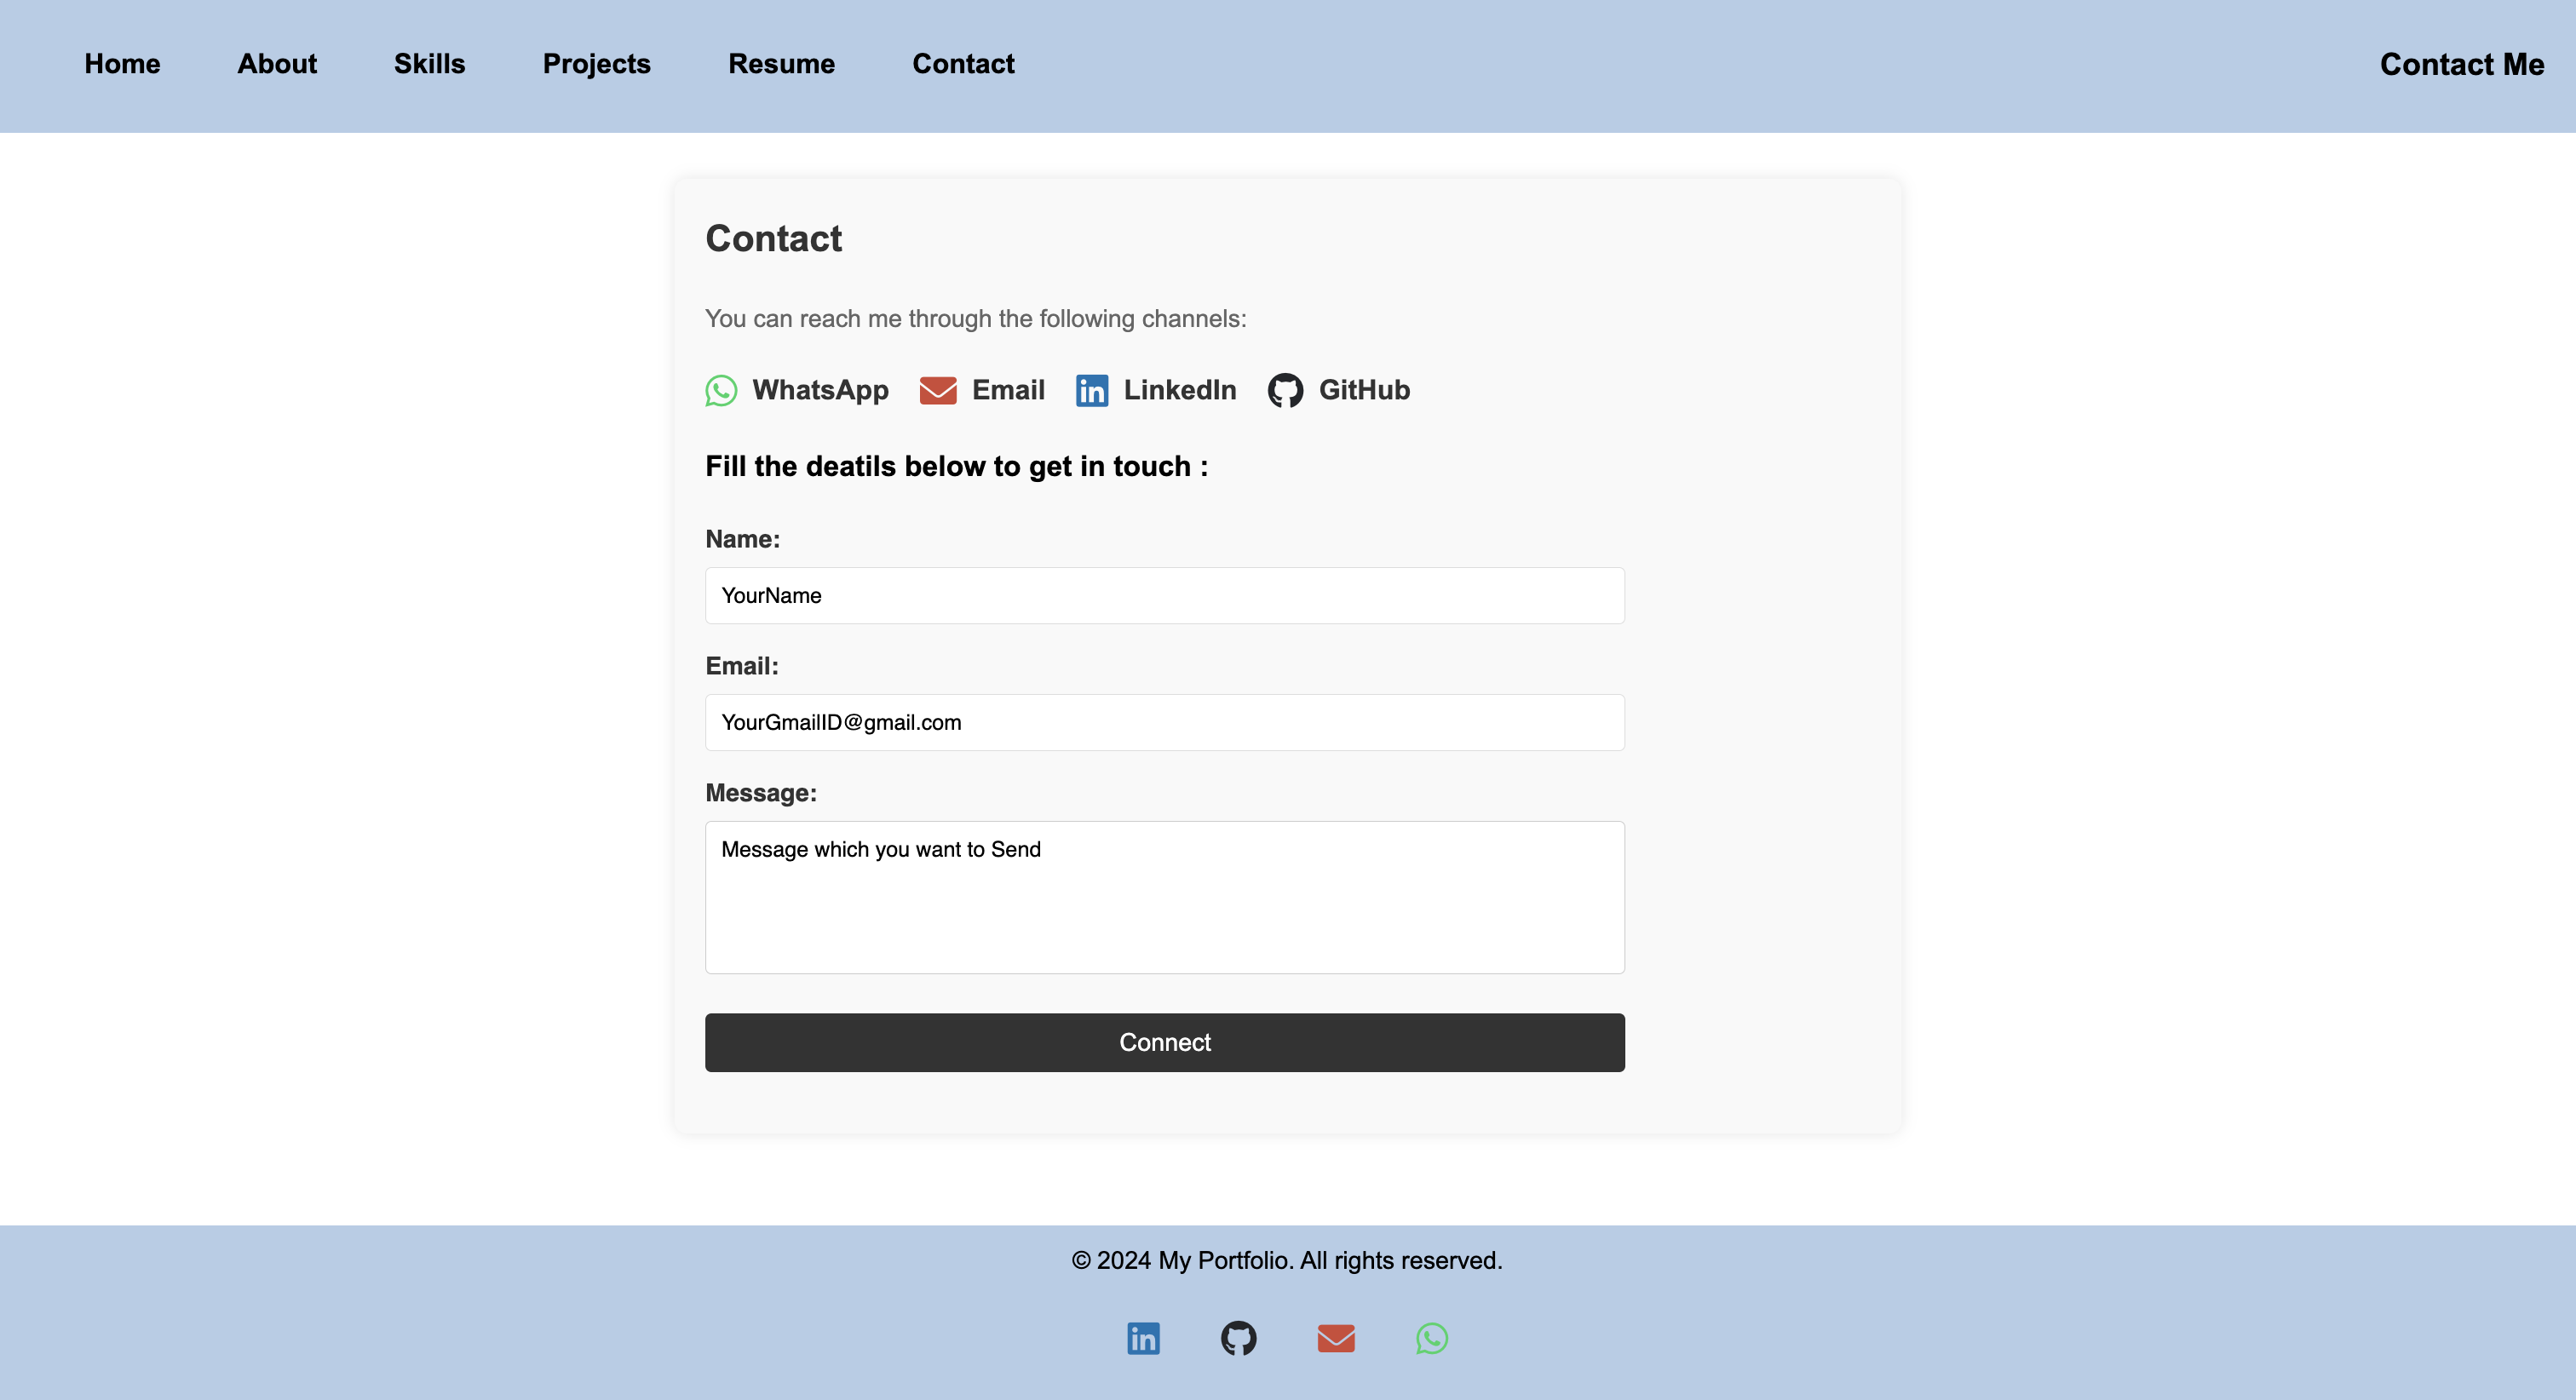 Home About Skills Projects Resume Contact Contact Me
Contact
You can reach me through the following channels:
WhatsApp Email LinkedIn GitHub
Fill the deatils below to get in touch :
Name:
YourName
Email:
YourGmailID@gmail.com
Message:
Message which you want to Send
Connect
© 2024 My Portfolio. All rights reserved.